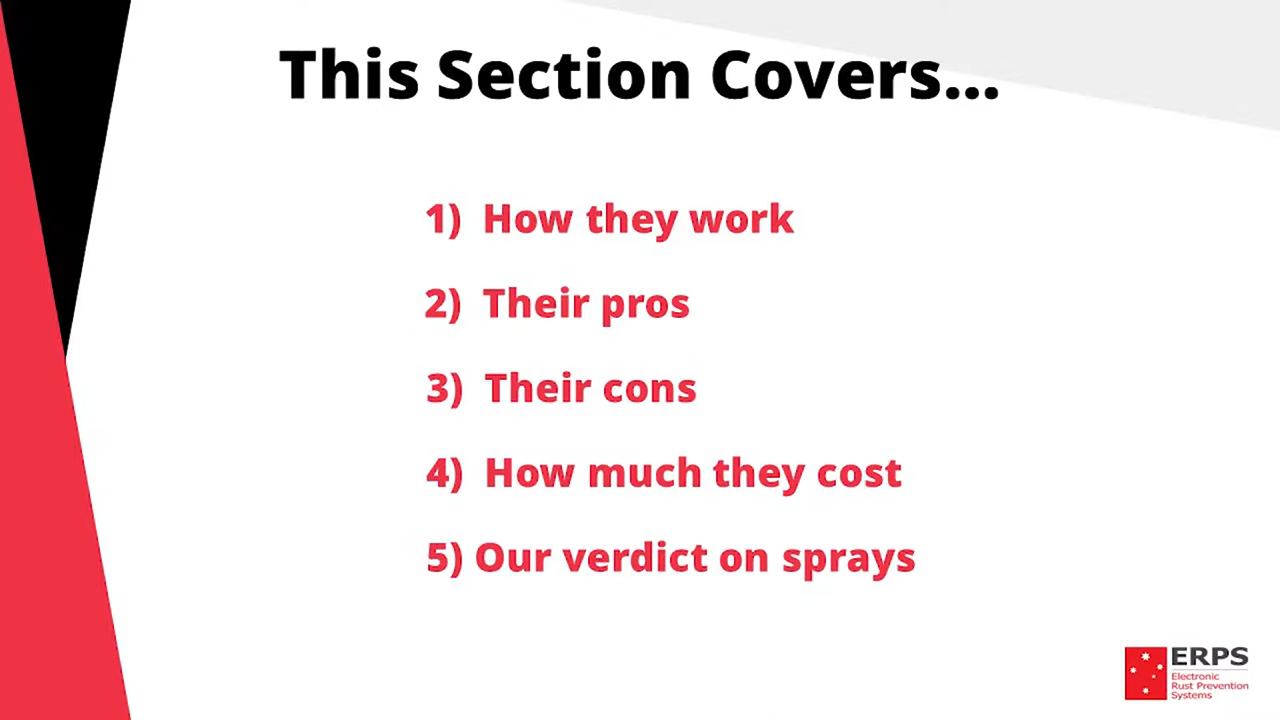 This Section Covers...
1) How they work
2) Their pros
3) Their cons
4) How much they cost
5) Our verdict on sprays
ERPS
Electronic
Rust Prevention
Systems